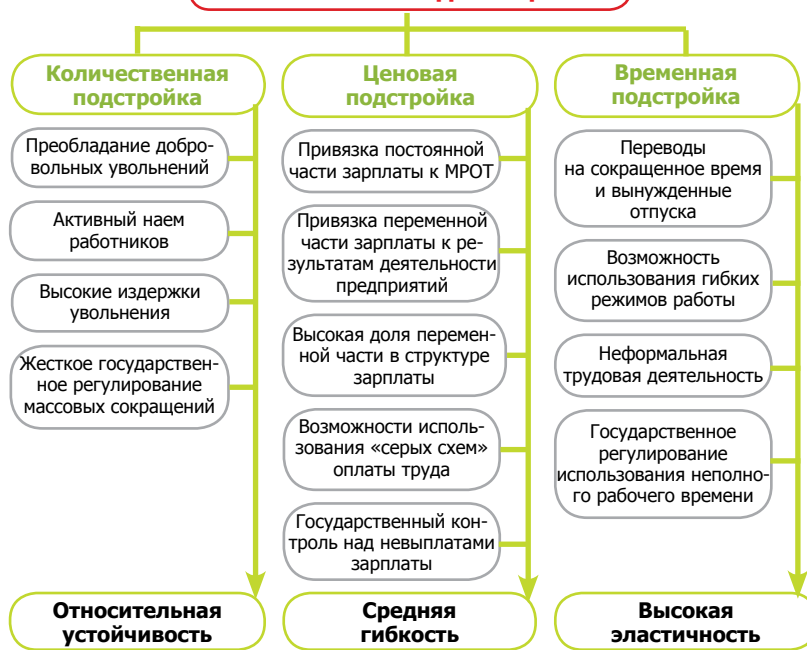 Количественная
подстройка
Преобладание добро-
вольных увольнений
Активный наем
работников
Высокие издержки
увольнения
Жесткое государствен-
ное регулирование
массовых сокращений
Относительная
устойчивость
Ценовая
подстройка
Привязка постоянной
части зарплаты к МРОТ
Привязка переменной
части зарплаты к ре-
зультатам деятельности
предприятий
Высокая доля перемен-
ной части в структуре
зарплаты
Возможности исполь-
зования «серых схем»
оплаты труда
Государственный кон-
троль над невыплатами
зарплаты
Средняя
гибкость
Временная
подстройка
Переводы
на сокращенное время
и вынужденные
отпуска
Возможность
использования гибких
режимов работы
Неформальная
трудовая деятельность
Государственное
регулирование
использования неполно-
го рабочего времени
Высокая
эластичность